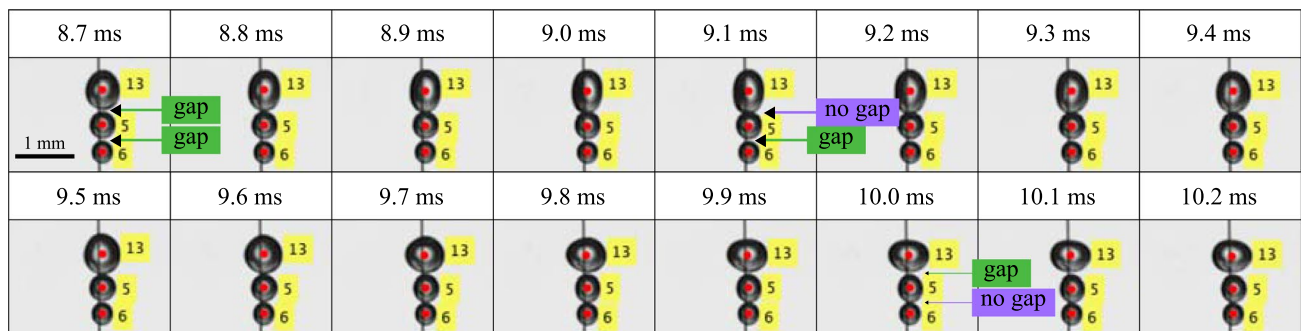 8.7 ms 8.8 ms 8.9 ms 9.0 ms 9.1 ms 9.2 ms 9.3 ms 9.4 ms
13 13 13 13 13 13 13 13
gap no gap
5 5 5 5 5 5 5 5
gap gap
1 mm
6 6 6 6 6 6 6 6
9.5 ms 9.6 ms 9.7 ms 9.8 ms 9.9 ms 10.0 ms 10.1 ms 10.2 ms
13 13 13 13 13 13 13 13
gap
5 5 5 5 5 5 5 5
no gap
6 6 6 6 6 6 6 6